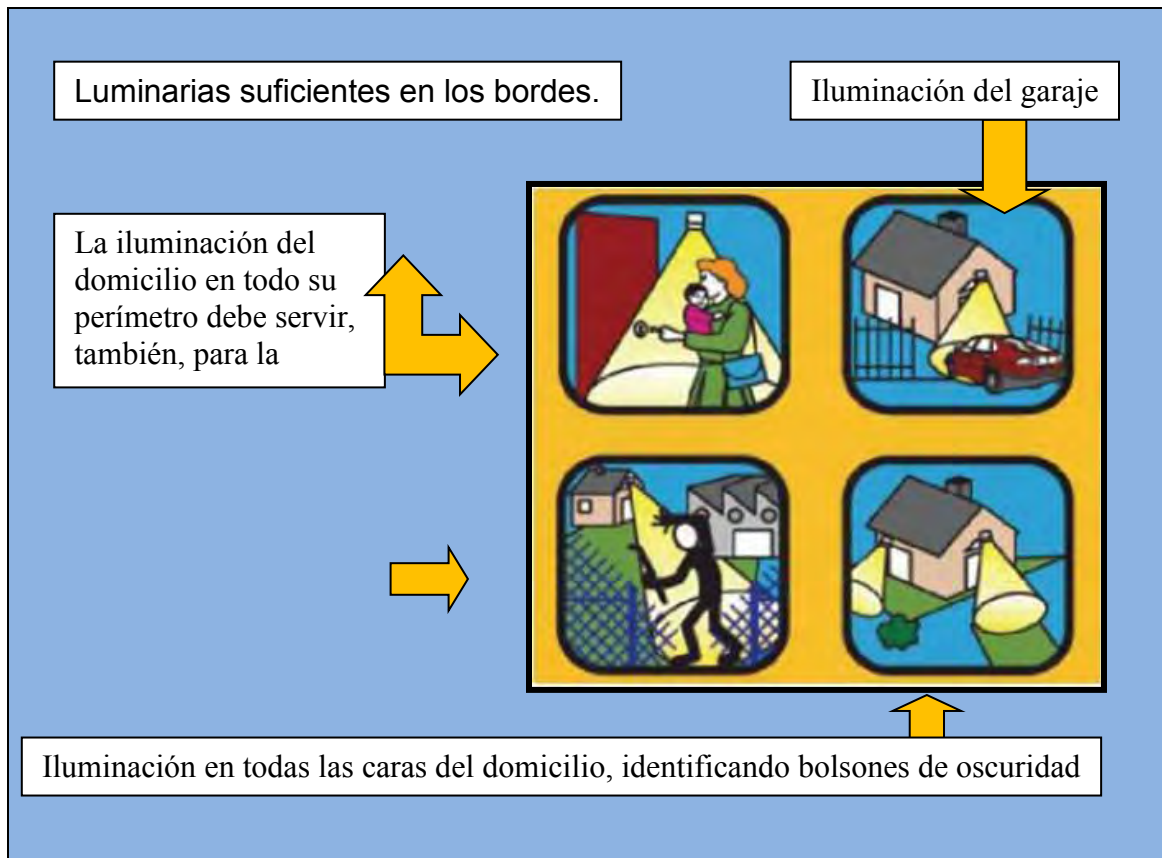 Luminarias suficientes en los bordes.
Iluminación del garaje
La iluminación del
domicilio en todo su
perímetro debe servir,
también, para la
Iluminación en todas las caras del domicilio, identificando bolsones de oscuridad